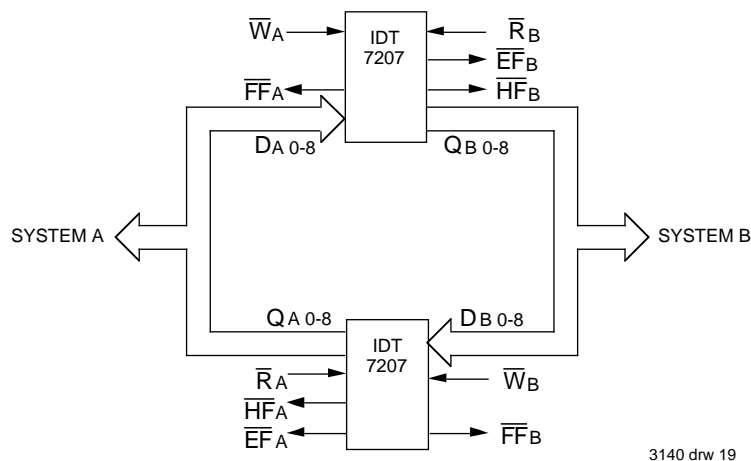 W̅A IDT 7207 R̅B
E̅F̅B
F̅F̅A H̅F̅B
DA 0-8 QB 0-8
SYSTEM A SYSTEM B
QA 0-8 DB 0-8
IDT 7207
R̅A W̅B
H̅F̅A
E̅F̅A F̅F̅B
3140 drw 19